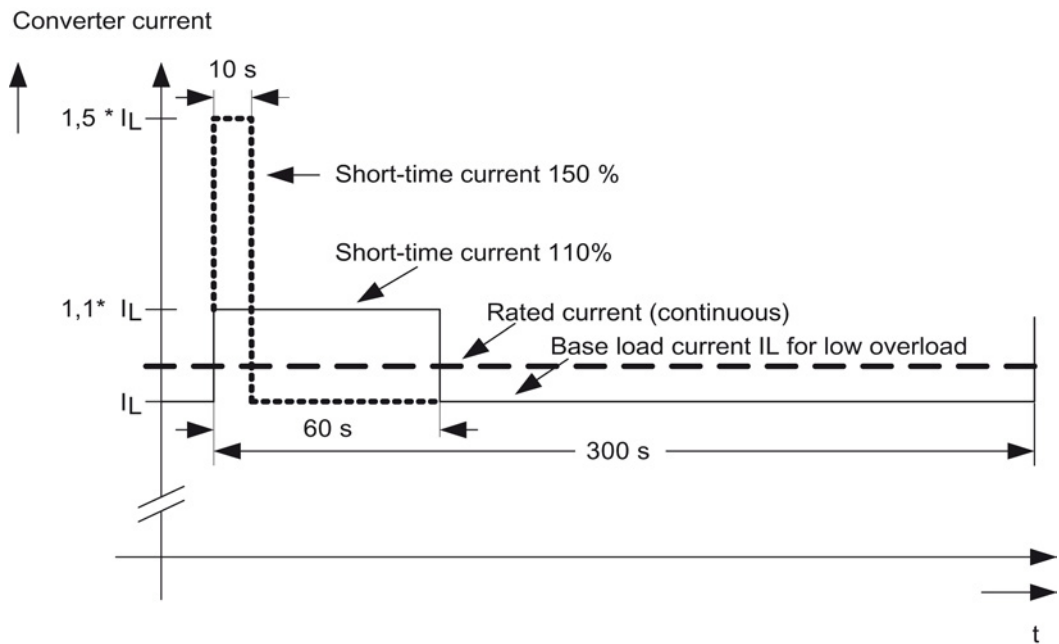 Converter current
10 s
1,5 * IL
Short-time current 150 %
Short-time current 110%
1,1* IL
Rated current (continuous)
Base load current IL for low overload
IL
60 s
300 s
t